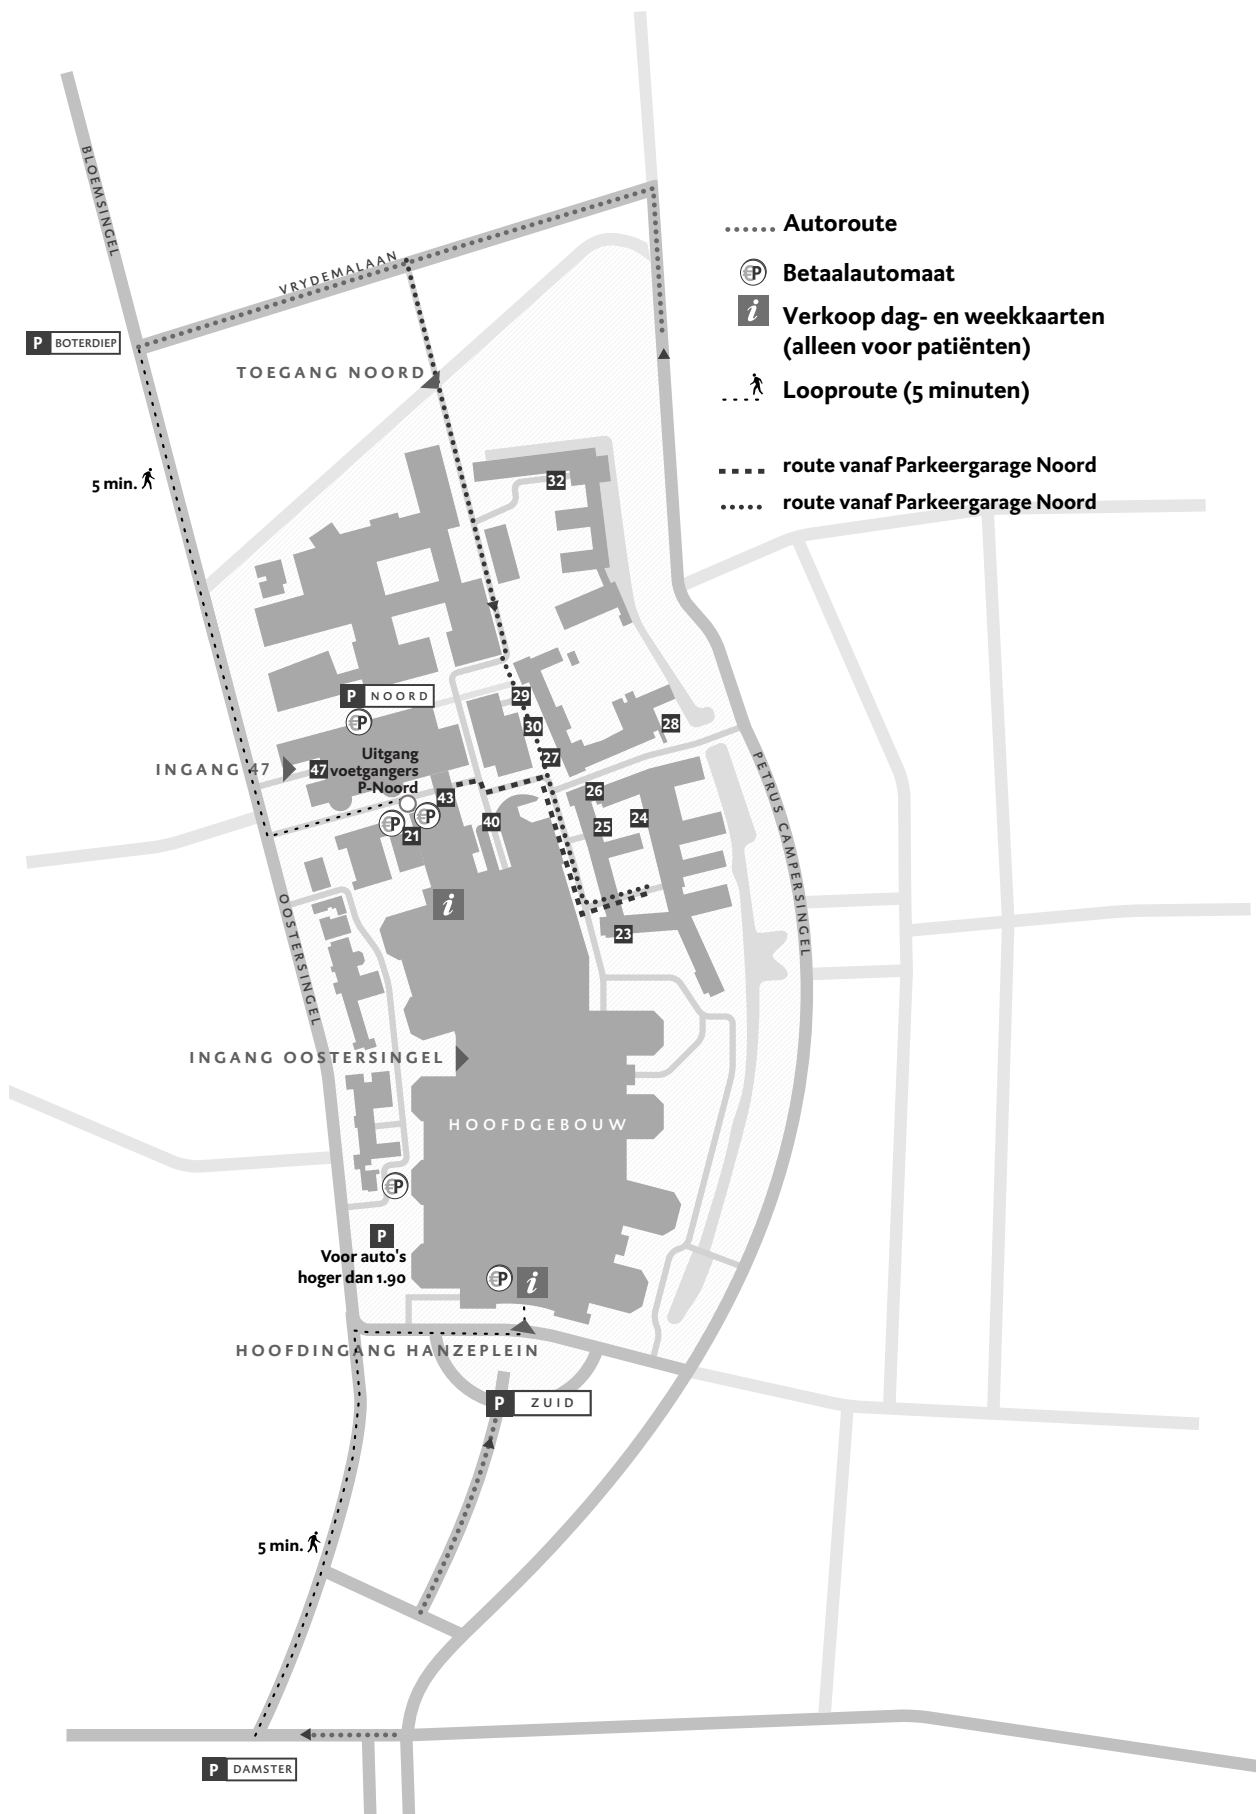 BLOEMSINGEL
VRYDEMALAAN
Autoroute
€P Betaalautomaat
i Verkoop dag- en weekkaarten
(alleen voor patiënten)
Looproute (5 minuten)
route vanaf Parkeergarage Noord
route vanaf Parkeergarage Noord
P BOTERDIEP
TOEGANG NOORD
5 min.
32
P NOORD
€P
29
30
28
27
INGANG 47
47
Uitgang
voetgangers
P-Noord
PETRUS CAMPERSINGEL
43
26
€P
€P
21
40
25
24
i
OOSTERSINGEL
23
INGANG OOSTERSINGEL
HOOFDGEBOUW
€P
P
Voor auto's
hoger dan 1.90
€P
i
HOOFDINGANG HANZEPLEIN
P ZUID
5 min.
P DAMSTER